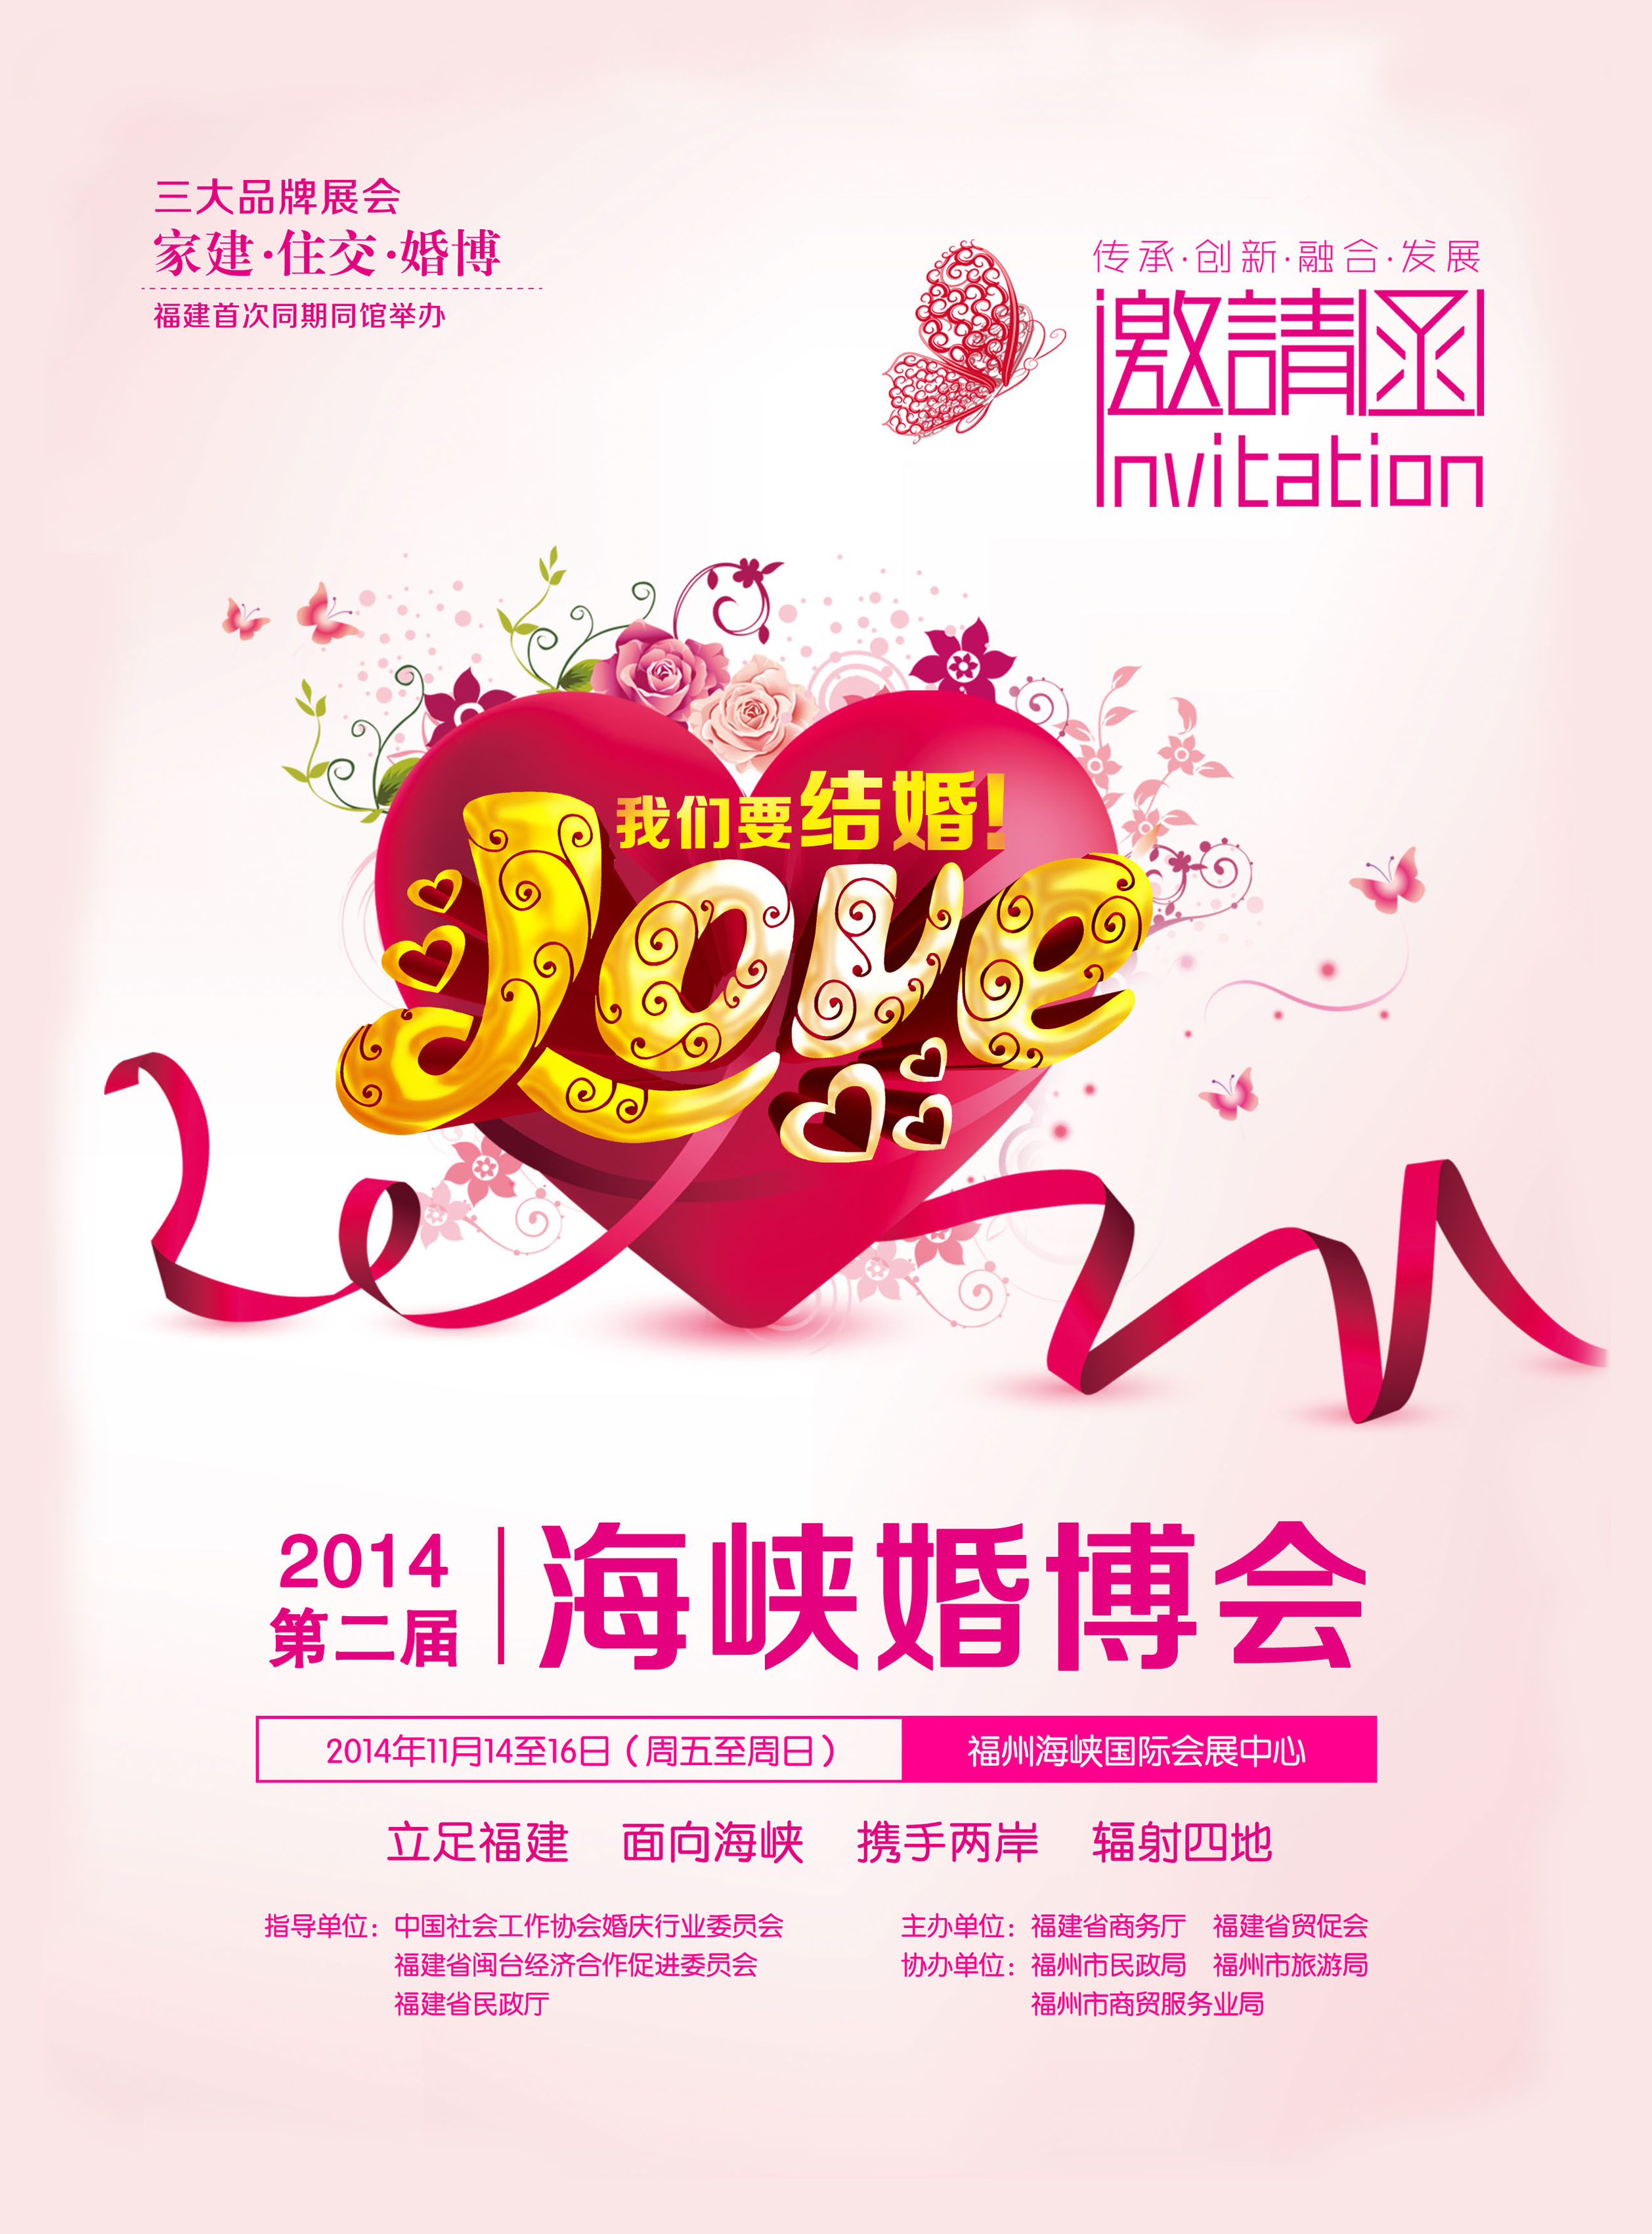 三大品牌展会
家建·住交·婚博
福建首次同期同馆举办
传承·创新·融合·发展
邀請函
Invitation
我们要结婚!
Love
2014
第二届
海峡婚博会
2014年11月14至16日（周五至周日）
福州海峡国际会展中心
立足福建 面向海峡 携手两岸 辐射四地
指导单位：中国社会工作协会婚庆行业委员会
福建省闽台经济合作促进委员会
福建省民政厅
主办单位：福建省商务厅 福建省贸促会
协办单位：福州市民政局 福州市旅游局
福州市商贸服务业局